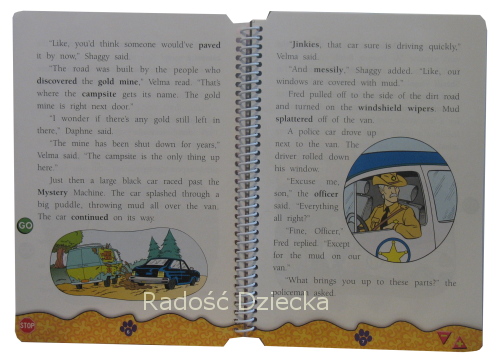 "Like, you'd think someone would've paved
it by now," Shaggy said.
"The road was built by the people who
discovered the gold mine," Velma read. "That's
where the campsite gets its name. The gold
mine is right next door."
"I wonder if there's any gold still left in
there," Daphne said.
"The mine has been shut down for years,"
Velma said. "The campsite is the only thing up
here."
Just then a large black car raced past the
Mystery Machine. The car splashed through a
big puddle, throwing mud all over the van.
The car continued on its way.
GO
STOP
"Jinkies, that car sure is driving quickly,"
Velma said.
"And messily," Shaggy added. "Like, our
windows are covered with mud."
Fred pulled off to the side of the dirt road
and turned on the windshield wipers. Mud
splattered off of the van.
A police car drove up
next to the van. The
driver rolled down
his window.
"Excuse me,
son," the officer
said. "Everything
all right?"
"Fine, Officer,"
Fred replied. "Except
for the mud on our
van."
"What brings you up to these parts?" the
policeman asked.
Radość Dziecka